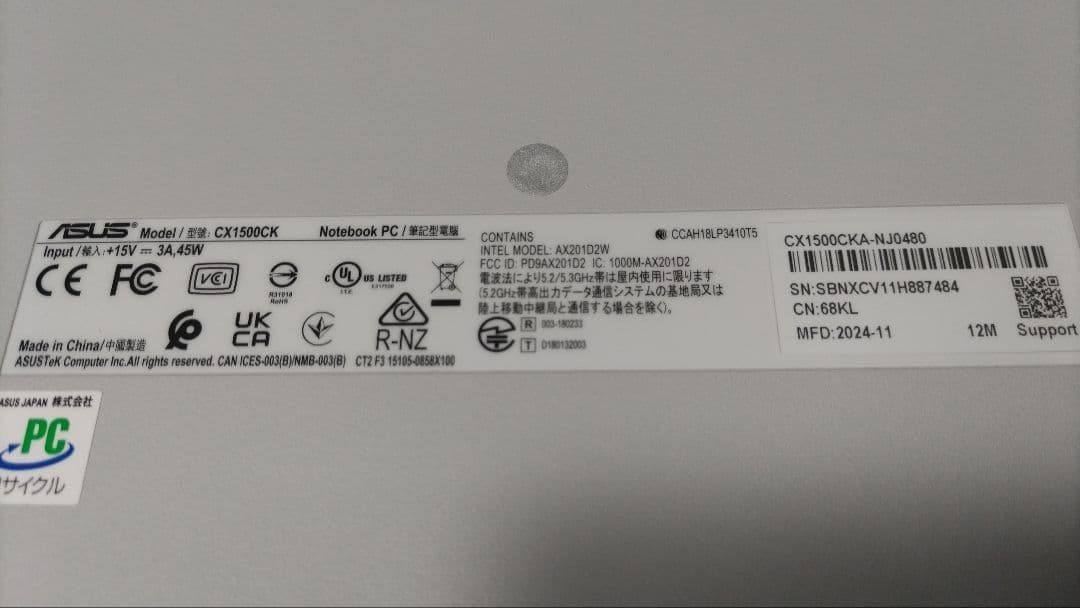 ASUS® Model / 型號: CX1500CK Notebook PC / 筆記型電腦
Input /輸入:+15V⎓ 3A,45W
CE FC VCI
R31018
RoHS
c UL US LISTED
I.T.E.
UK
CA
R-NZ
Made in China/中國製造
ASUSTeK Computer Inc.All rights reserved. CAN ICES-003(B)/NMB-003(B) CT2 F3 15105-0858X100
CONTAINS
CCAH18LP3410T5
INTEL MODEL: AX201D2W
FCC ID: PD9AX201D2 IC: 1000M-AX201D2
電波法により5.2/5.3GHz帯は屋内使用に限ります
(5.2GHz帯高出力データ通信システムの基地局又は
陸上移動中継局と通信する場合を除く)。
R 003-180233
T D180132003
CX1500CKA-NJ0480
SN:SBNXCV11H887484
CN:68KL
MFD:2024-11 12M Support
ASUS JAPAN 株式会社
PC
リサイクル